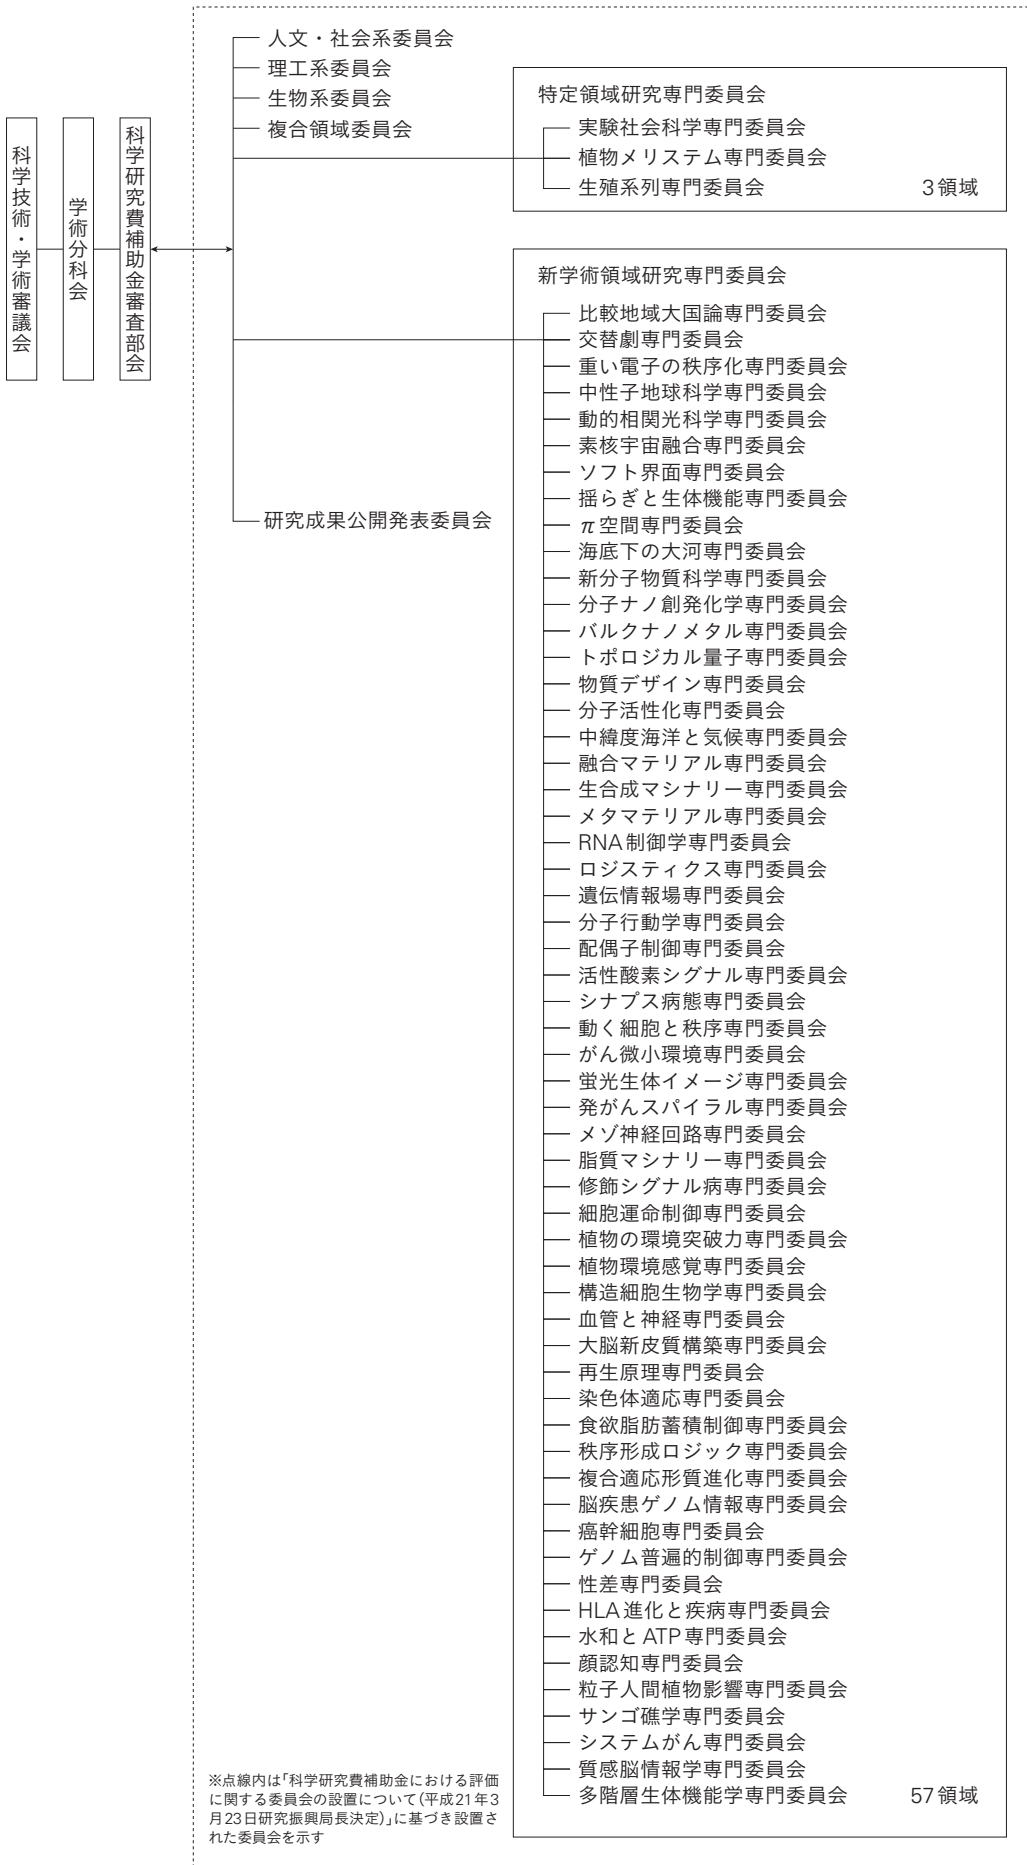 科学技術・学術審議会
学術分科会
科学研究費補助金審査部会
人文・社会系委員会
理工系委員会
生物系委員会
複合領域委員会
特定領域研究専門委員会
実験社会科学専門委員会
植物メリステム専門委員会
生殖系列専門委員会 3領域
新学術領域研究専門委員会
比較地域大国論専門委員会
交替劇専門委員会
重い電子の秩序化専門委員会
中性子地球科学専門委員会
動的相関光科学専門委員会
素核宇宙融合専門委員会
ソフト界面専門委員会
揺らぎと生体機能専門委員会
π空間専門委員会
海底下の大河専門委員会
新分子物質科学専門委員会
分子ナノ創発化学専門委員会
バルクナノメタル専門委員会
トポロジカル量子専門委員会
物質デザイン専門委員会
分子活性化専門委員会
中緯度海洋と気候専門委員会
融合マテリアル専門委員会
生合成マシナリー専門委員会
メタマテリアル専門委員会
RNA制御学専門委員会
ロジスティクス専門委員会
遺伝情報場専門委員会
分子行動学専門委員会
配偶子制御専門委員会
活性酸素シグナル専門委員会
シナプス病態専門委員会
動く細胞と秩序専門委員会
がん微小環境専門委員会
蛍光生体イメージ専門委員会
発がんスパイラル専門委員会
メゾ神経回路専門委員会
脂質マシナリー専門委員会
修飾シグナル病専門委員会
細胞運命制御専門委員会
植物の環境突破力専門委員会
植物環境感覚専門委員会
構造細胞生物学専門委員会
血管と神経専門委員会
大脳新皮質構築専門委員会
再生原理専門委員会
染色体適応専門委員会
食欲脂肪蓄積制御専門委員会
秩序形成ロジック専門委員会
複合適応形質進化専門委員会
脳疾患ゲノム情報専門委員会
癌幹細胞専門委員会
ゲノム普遍的制御専門委員会
性差専門委員会
HLA進化と疾病専門委員会
水和とATP専門委員会
顔認知専門委員会
粒子人間植物影響専門委員会
サンゴ礁学専門委員会
システムがん専門委員会
質感脳情報学専門委員会
多階層生体機能学専門委員会 57領域
研究成果公開発表委員会
※点線内は「科学研究費補助金における評価
に関する委員会の設置について(平成21年3
月23日研究振興局長決定)」に基づき設置さ
れた委員会を示す